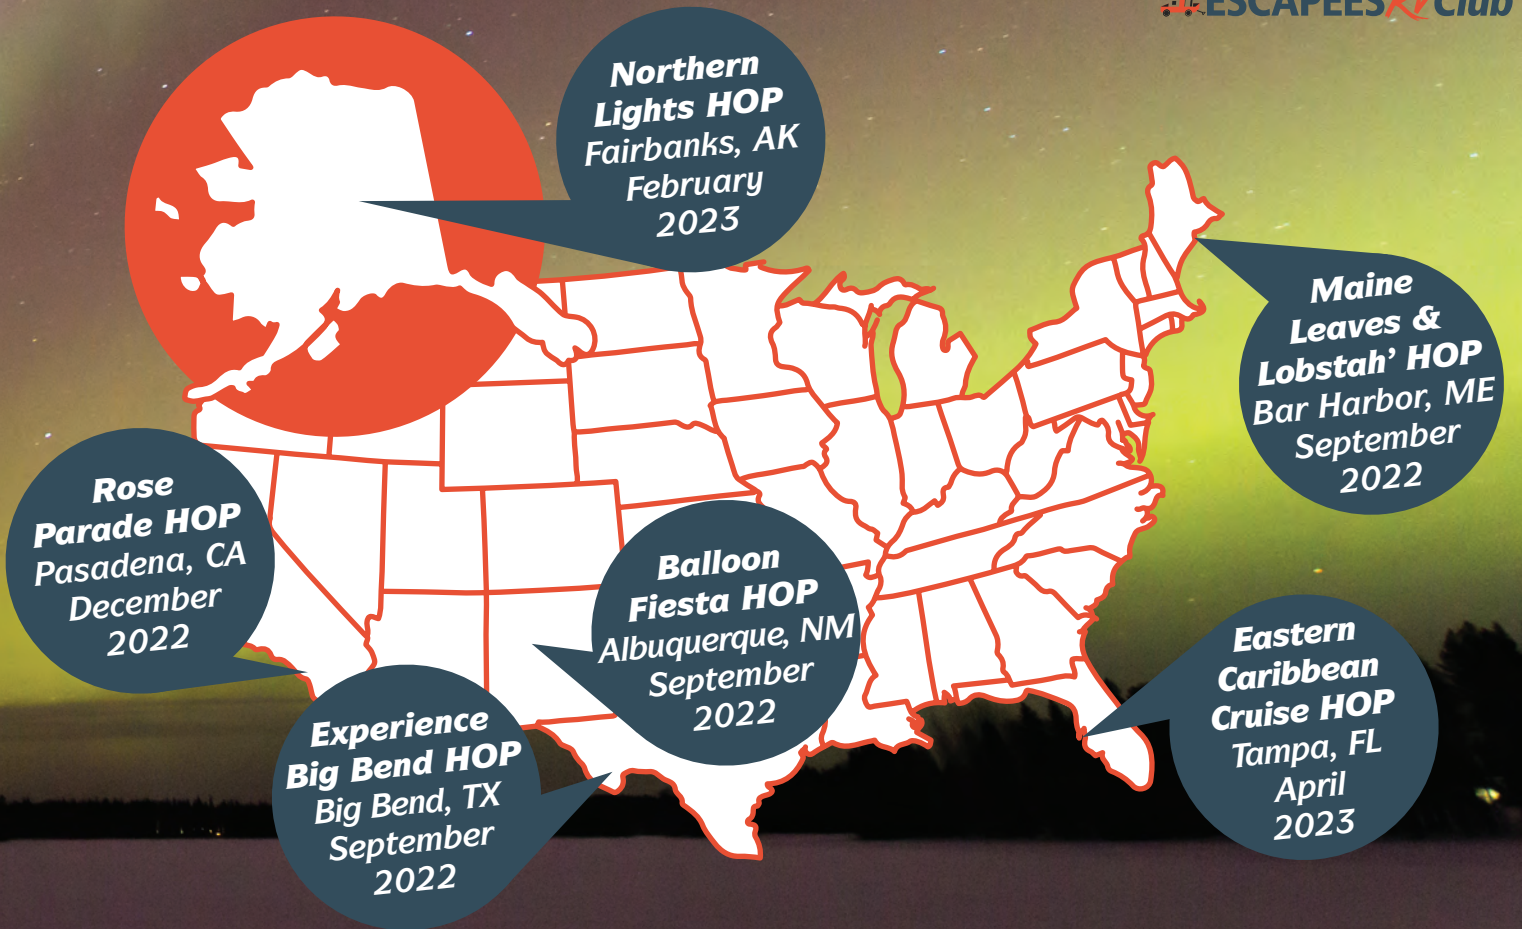 ESCAPEES RV Club
Northern
Lights HOP
Fairbanks, AK
February
2023
Maine
Leaves &
Lobstah’ HOP
Bar Harbor, ME
September
2022
Rose
Parade HOP
Pasadena, CA
December
2022
Balloon
Fiesta HOP
Albuquerque, NM
September
2022
Eastern
Caribbean
Cruise HOP
Tampa, FL
April
2023
Experience
Big Bend HOP
Big Bend, TX
September
2022